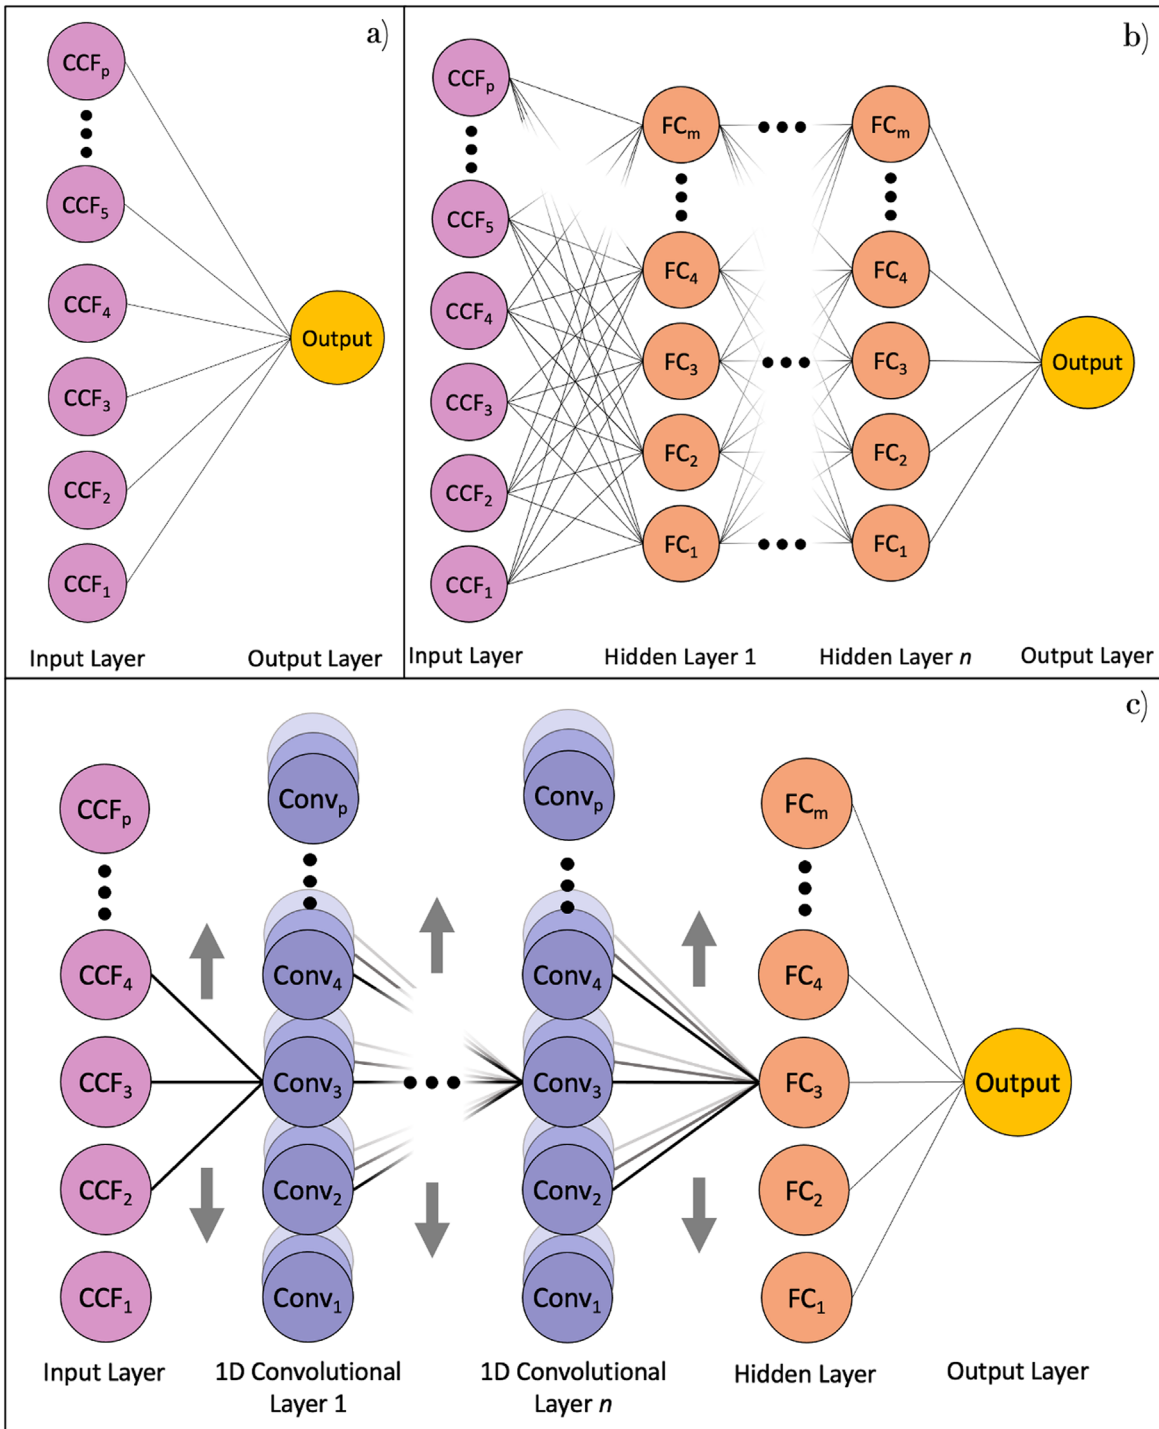 a)
CCFp
CCF5
CCF4
CCF3
CCF2
CCF1
Output
Input Layer
Output Layer
b)
CCFp
CCF5
CCF4
CCF3
CCF2
CCF1
FCm
FC4
FC3
FC2
FC1
FCm
FC4
FC3
FC2
FC1
Output
Input Layer
Hidden Layer 1
Hidden Layer n
Output Layer
c)
CCFp
CCF4
CCF3
CCF2
CCF1
Convp
Conv4
Conv3
Conv2
Conv1
Convp
Conv4
Conv3
Conv2
Conv1
FCm
FC4
FC3
FC2
FC1
Output
Input Layer
1D Convolutional
Layer 1
1D Convolutional
Layer n
Hidden Layer
Output Layer